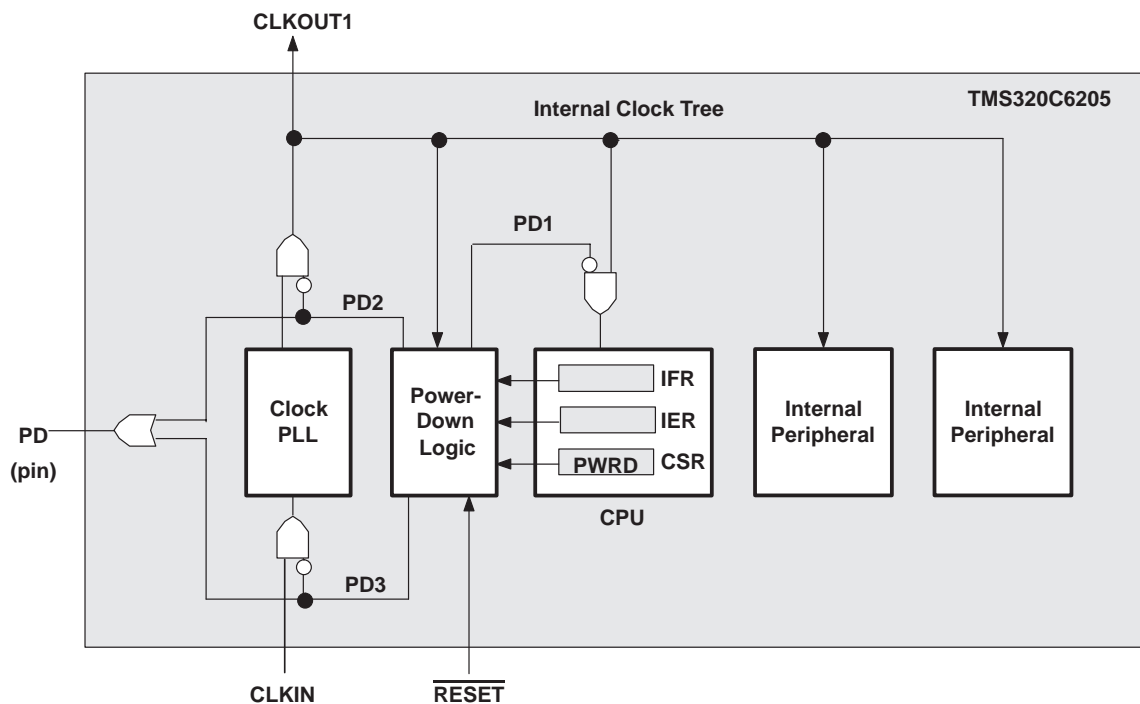 CLKOUT1
TMS320C6205
Internal Clock Tree
PD1
PD2
Clock
PLL
Power-
Down
Logic
IFR
IER
PWRD
CSR
CPU
Internal
Peripheral
Internal
Peripheral
PD
(pin)
PD3
CLKIN
RESET